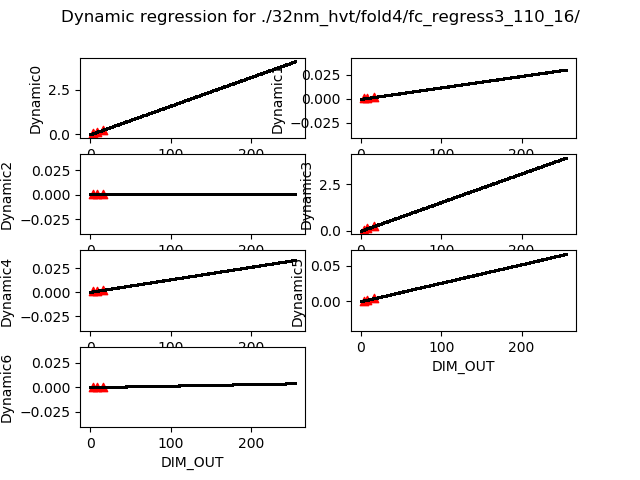 Dynamic regression for ./32nm_hvt/fold4/fc_regress3_110_16/
Dynamic0
2.5
0.0
0 100 200
Dynamic1
0.025
0.000
−0.025
0 100 200
Dynamic2
0.025
0.000
−0.025
0 100 200
Dynamic3
2.5
0.0
0 100 200
Dynamic4
0.025
0.000
−0.025
0 100 200
Dynamic5
0.05
0.00
0 100 200
DIM_OUT
Dynamic6
0.025
0.000
−0.025
0 100 200
DIM_OUT